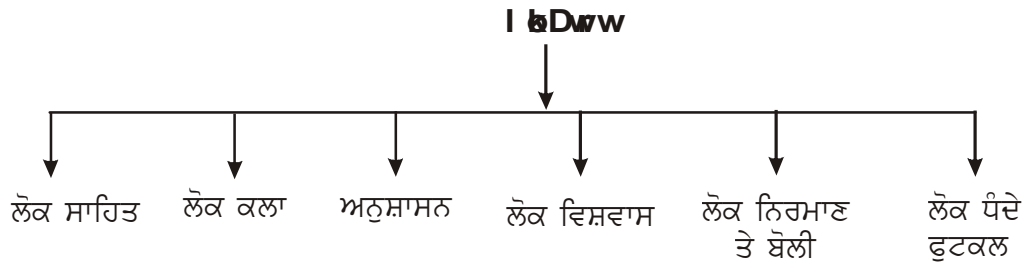 ਲੋਕ ਸਾਹਿਤ
ਲੋਕ ਕਲਾ
ਅਨੁਸ਼ਾਸਨ
ਲੋਕ ਵਿਸ਼ਵਾਸ
ਲੋਕ ਨਿਰਮਾਣ
ਤੇ ਬੋਲੀ
ਲੋਕ ਧੰਦੇ
ਫੁਟਕਲ